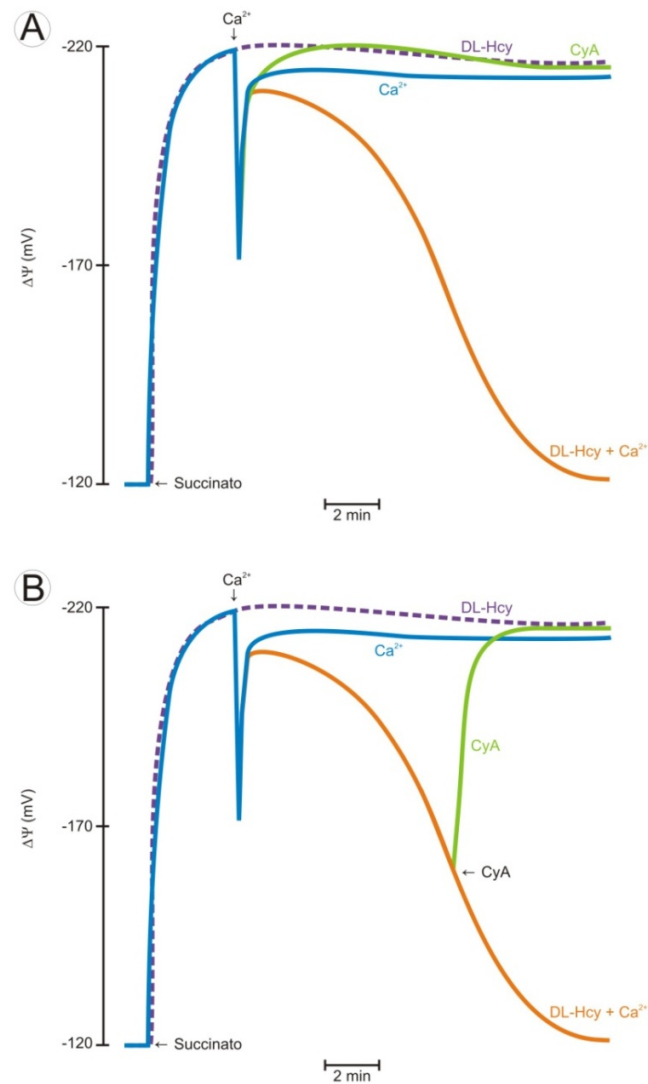 A
Ca²⁺
↓
-220
DL-Hcy
CyA
Ca²⁺
-170
ΔΨ (mV)
DL-Hcy + Ca²⁺
-120
← Succinato
2 min
B
Ca²⁺
↓
-220
DL-Hcy
Ca²⁺
CyA
-170
ΔΨ (mV)
← CyA
DL-Hcy + Ca²⁺
-120
← Succinato
2 min